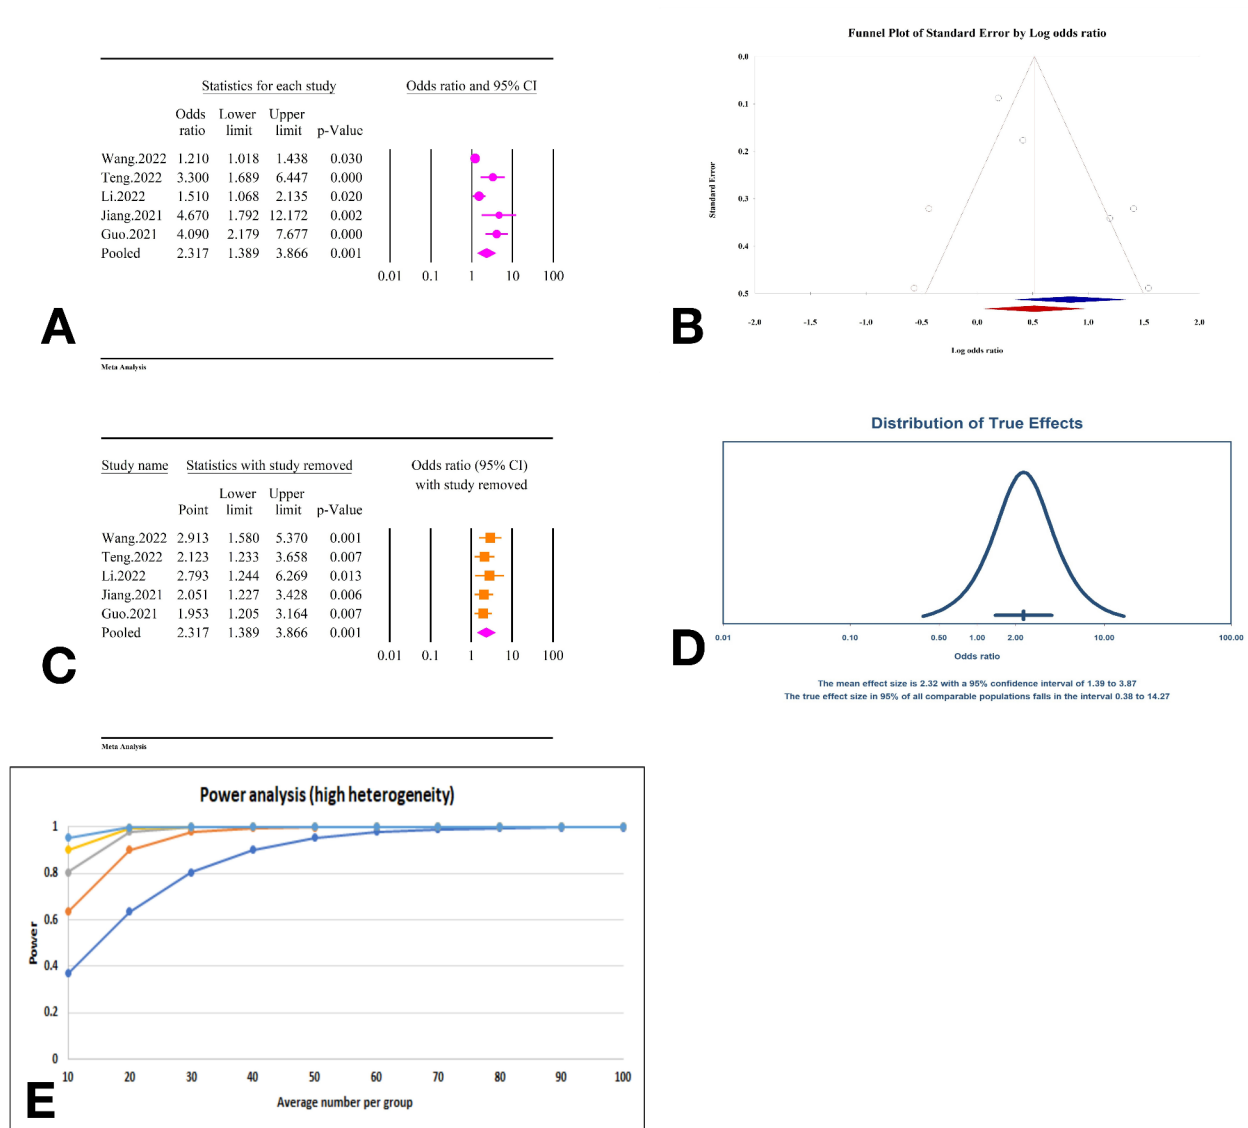 Statistics for each study Odds ratio and 95% CI
Odds Lower Upper
ratio limit limit p-Value
Wang.2022 1.210 1.018 1.438 0.030
Teng.2022 3.300 1.689 6.447 0.000
Li.2022 1.510 1.068 2.135 0.020
Jiang.2021 4.670 1.792 12.172 0.002
Guo.2021 4.090 2.179 7.677 0.000
Pooled 2.317 1.389 3.866 0.001
0.01 0.1 1 10 100
A
Meta Analysis
Funnel Plot of Standard Error by Log odds ratio
0.0
0.1
0.2
0.3
0.4
0.5
Standard Error
-2.0 -1.5 -1.0 -0.5 0.0 0.5 1.0 1.5 2.0
Log odds ratio
B
Study name Statistics with study removed Odds ratio (95% CI)
with study removed
Lower Upper
Point limit limit p-Value
Wang.2022 2.913 1.580 5.370 0.001
Teng.2022 2.123 1.233 3.658 0.007
Li.2022 2.793 1.244 6.269 0.013
Jiang.2021 2.051 1.227 3.428 0.006
Guo.2021 1.953 1.205 3.164 0.007
Pooled 2.317 1.389 3.866 0.001
0.01 0.1 1 10 100
C
Meta Analysis
Distribution of True Effects
0.01 0.10 0.50 1.00 2.00 10.00 100.00
Odds ratio
D
The mean effect size is 2.32 with a 95% confidence interval of 1.39 to 3.87
The true effect size in 95% of all comparable populations falls in the interval 0.38 to 14.27
Power analysis (high heterogeneity)
1
0.8
0.6
0.4
0.2
0
Power
10 20 30 40 50 60 70 80 90 100
Average number per group
E